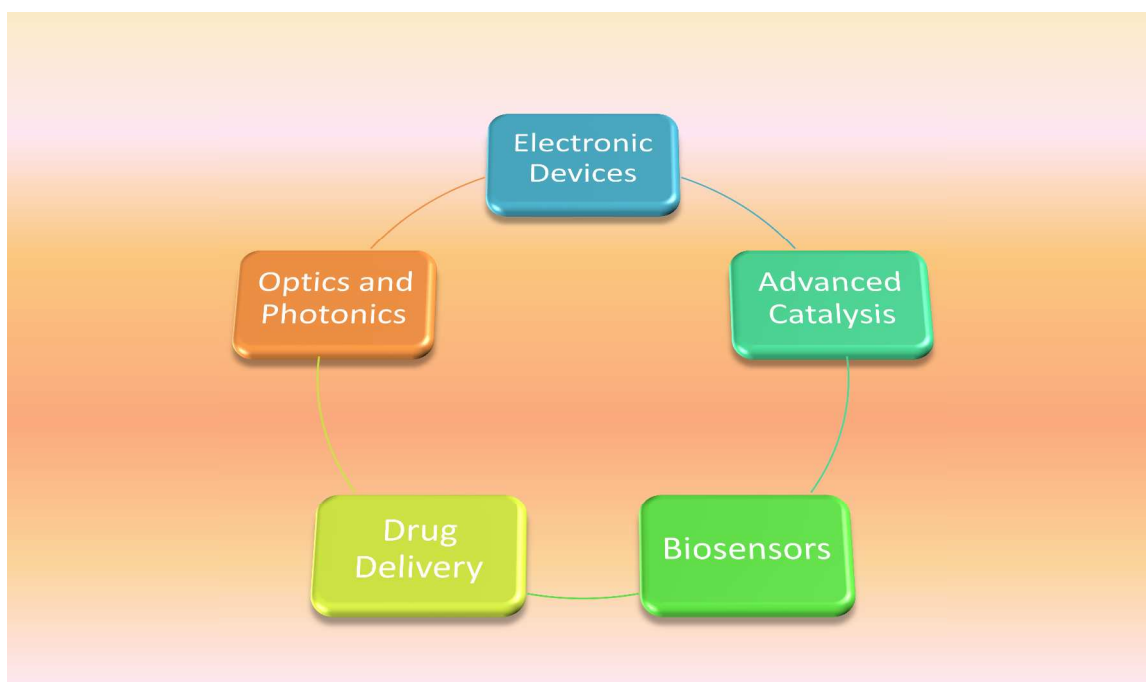 Electronic
Devices
Optics and
Photonics
Advanced
Catalysis
Drug
Delivery
Biosensors